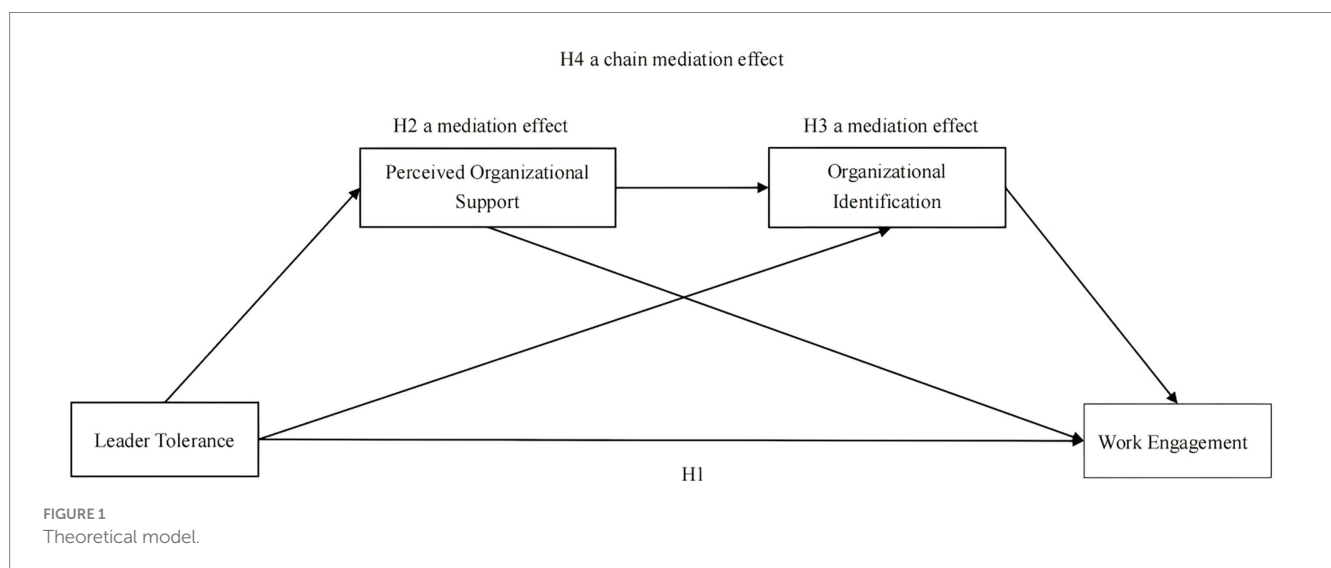 H4 a chain mediation effect
H2 a mediation effect
H3 a mediation effect
Perceived Organizational
Support
Organizational
Identification
Leader Tolerance
Work Engagement
H1
FIGURE 1
Theoretical model.